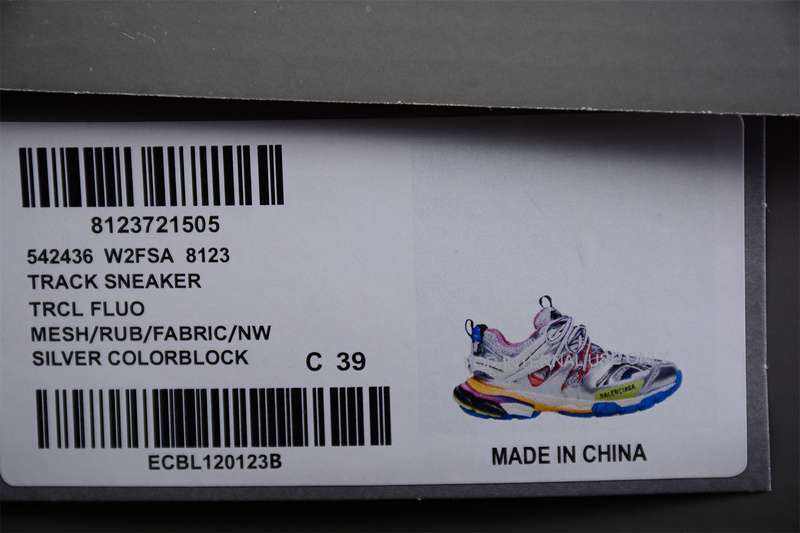 8123721505
542436 W2FSA 8123
TRACK SNEAKER
TRCL FLUO
MESH/RUB/FABRIC/NW
SILVER COLORBLOCK
C 39
ECBL120123B
BALENCIAGA
MADE IN CHINA